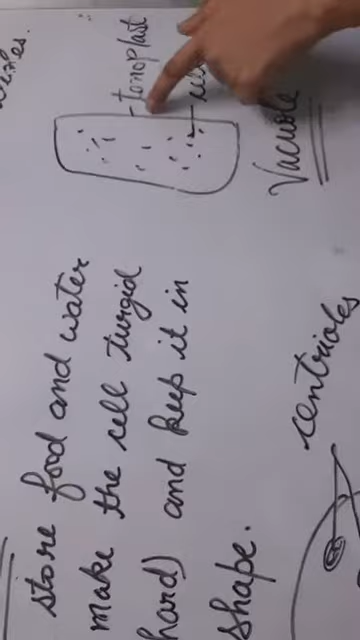 Vacuole
tonoplast
store food and water
make the cell turgid
hard) and keep it in
shape.
centrioles